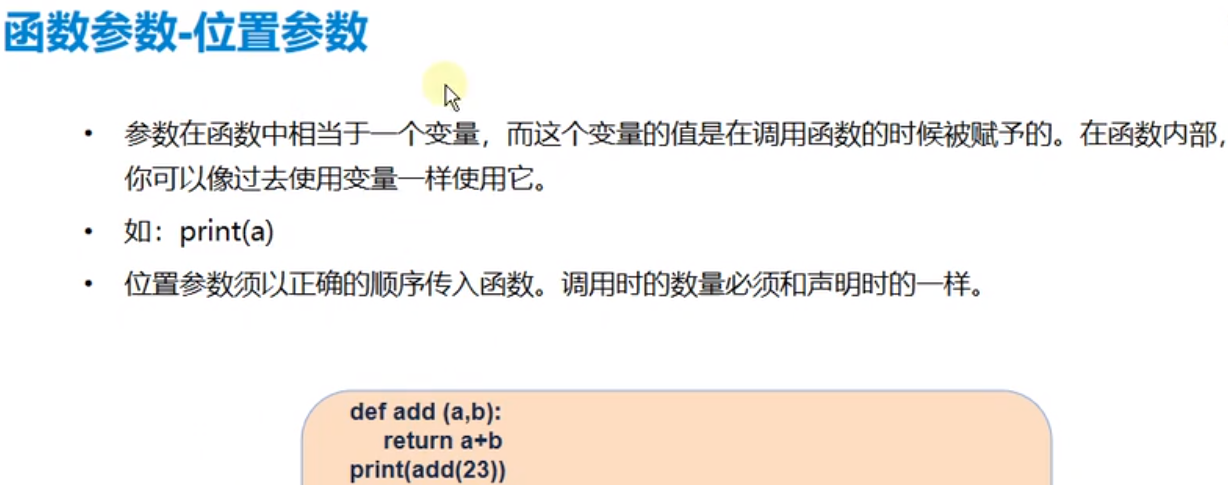 函数参数-位置参数
• 参数在函数中相当于一个变量，而这个变量的值是在调用函数的时候被赋予的。在函数内部，
你可以像过去使用变量一样使用它。
• 如：print(a)
• 位置参数须以正确的顺序传入函数。调用时的数量必须和声明时的一样。
def add (a,b):
return a+b
print(add(23))